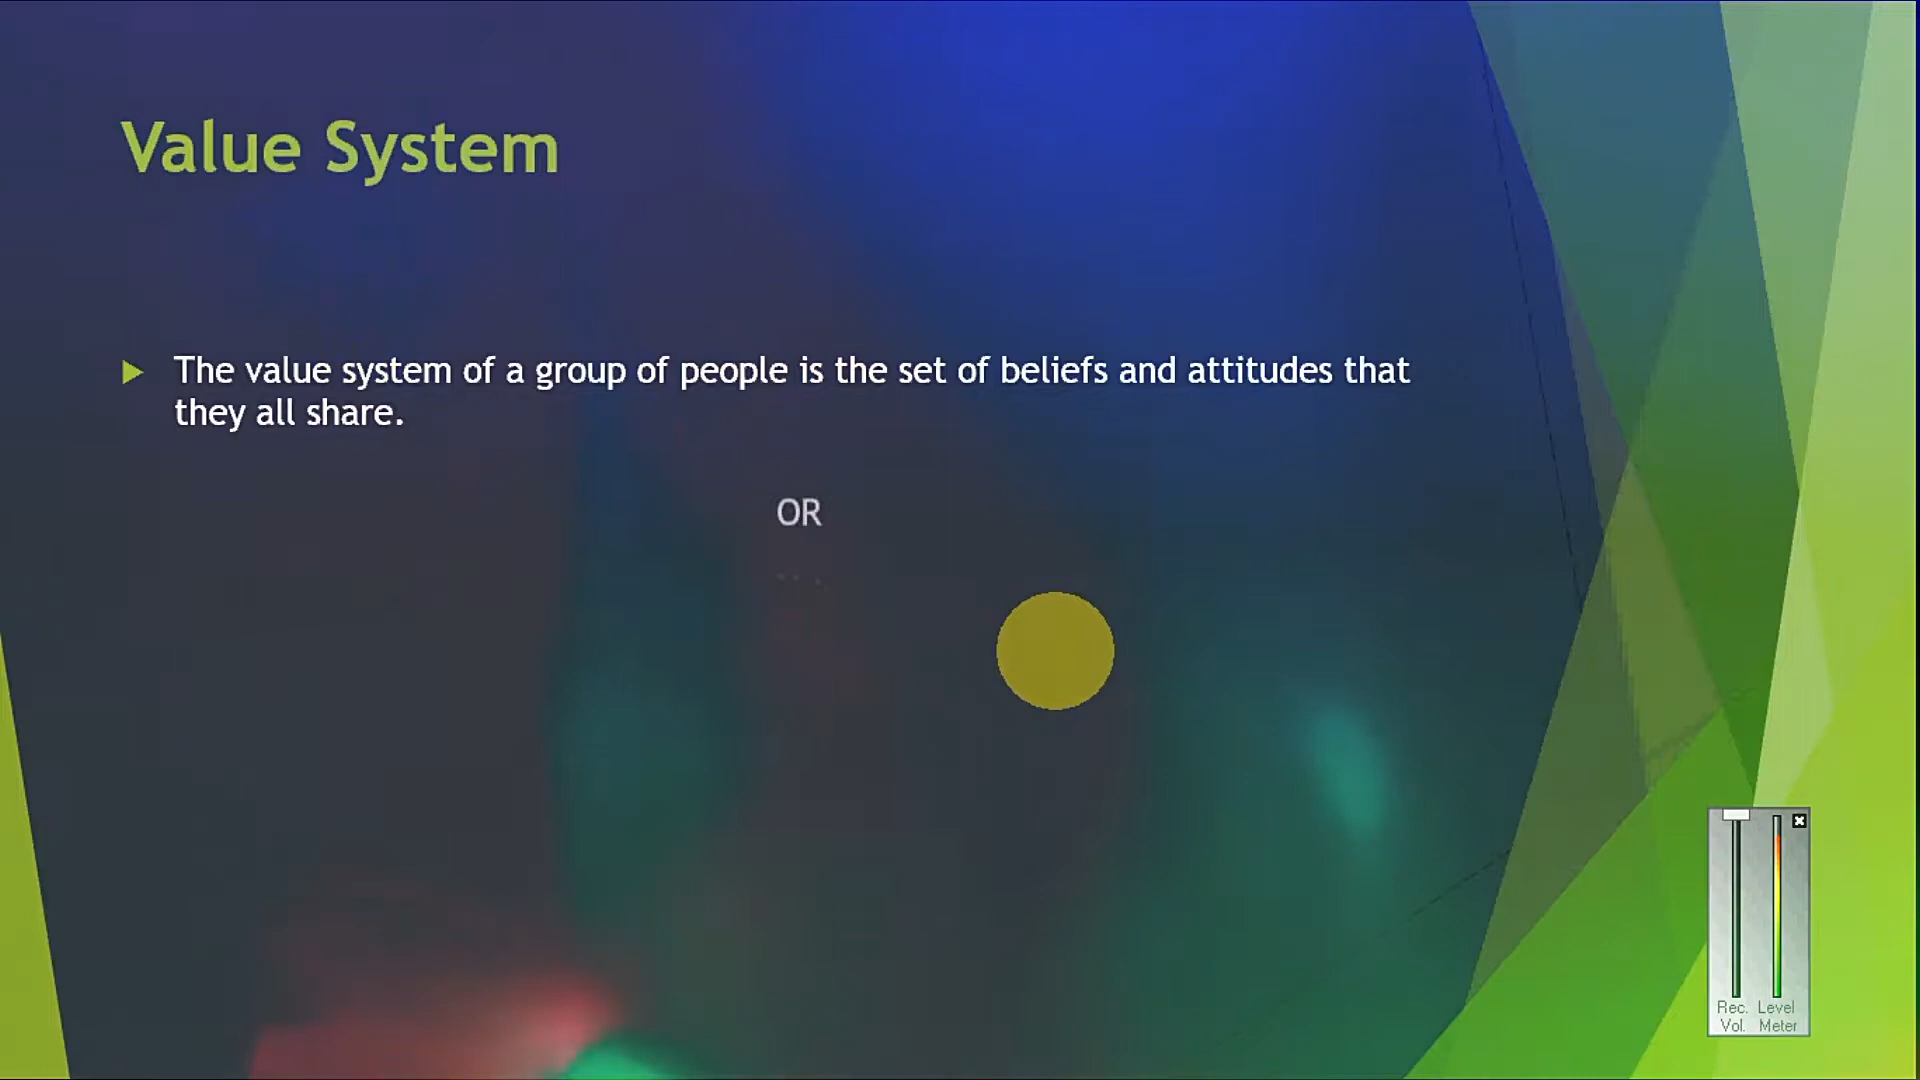 Value System
The value system of a group of people is the set of beliefs and attitudes that
they all share.
OR
Rec. Level
Vol. Meter